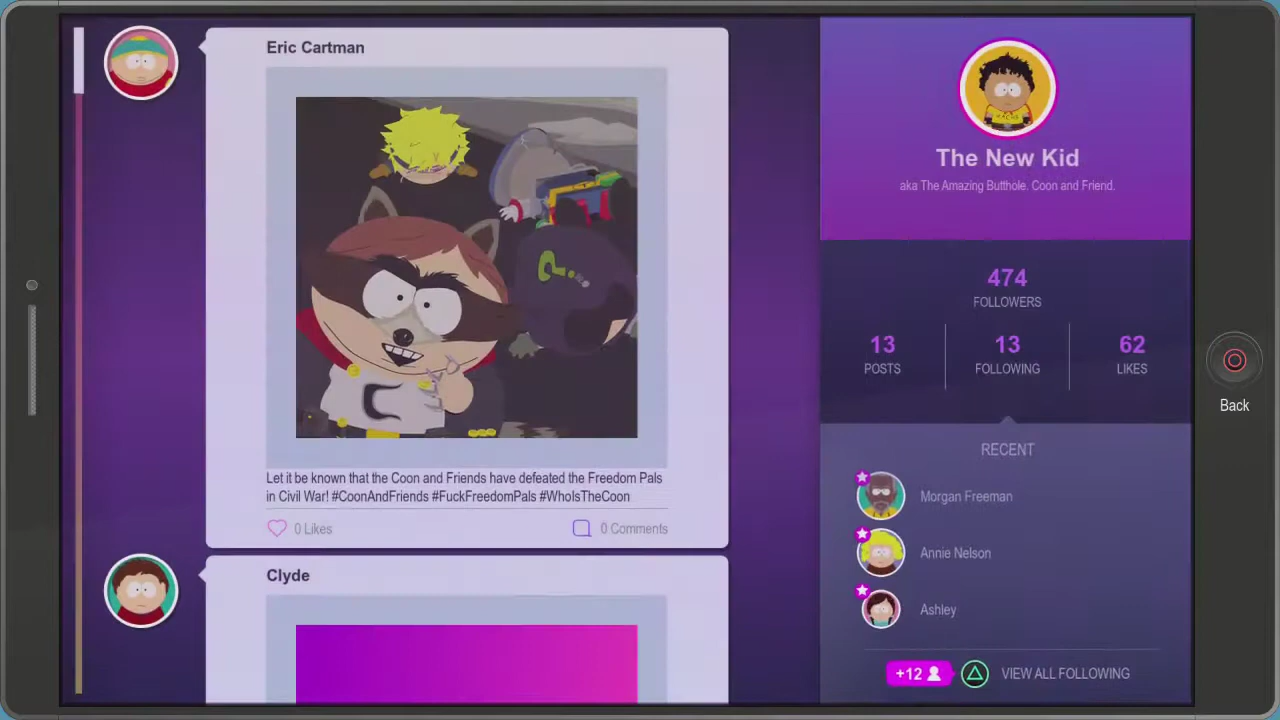 Eric Cartman
Let it be known that the Coon and Friends have defeated the Freedom Pals
in Civil War! #CoonAndFriends #FuckFreedomPals #WhoIsTheCoon
0 Likes
0 Comments
Clyde
The New Kid
aka The Amazing Butthole. Coon and Friend.
474
FOLLOWERS
13
POSTS
13
FOLLOWING
62
LIKES
RECENT
Morgan Freeman
Annie Nelson
Ashley
+12
VIEW ALL FOLLOWING
Back